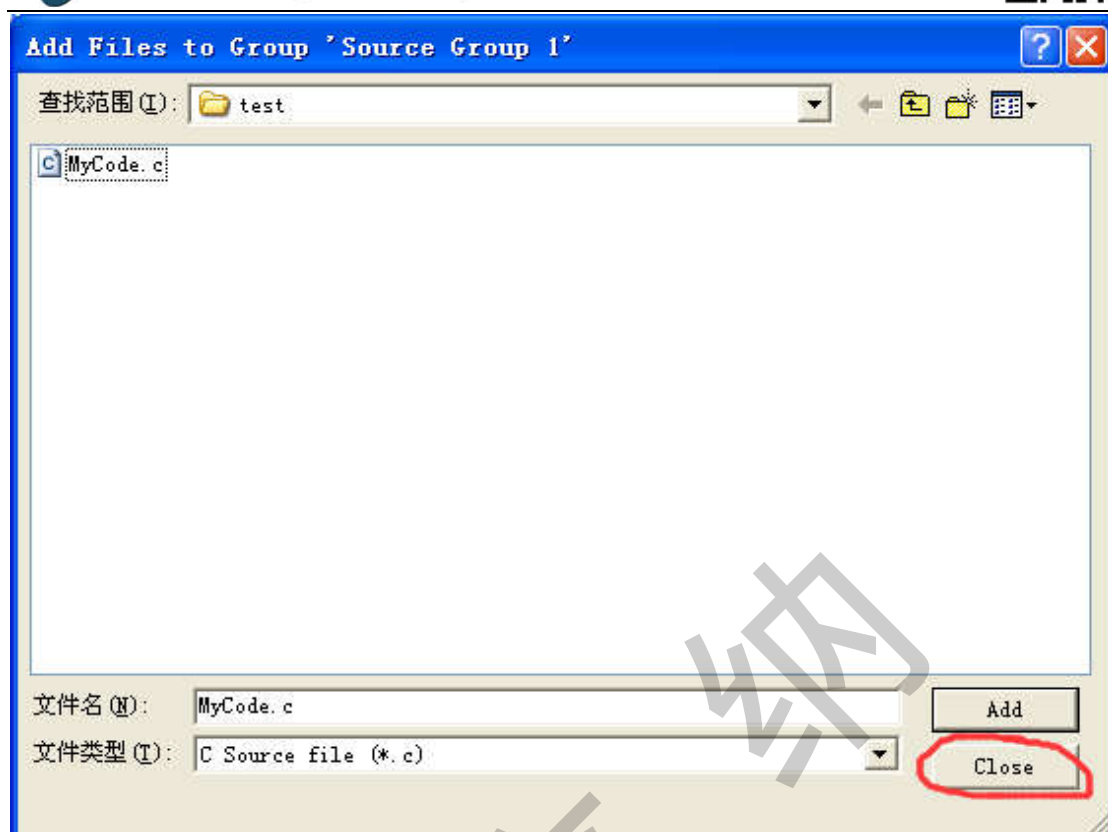 Add Files to Group 'Source Group 1'
查找范围(I): test
MyCode.c
文件名(N): MyCode.c Add
文件类型(T): C Source file (*.c) Close
纳